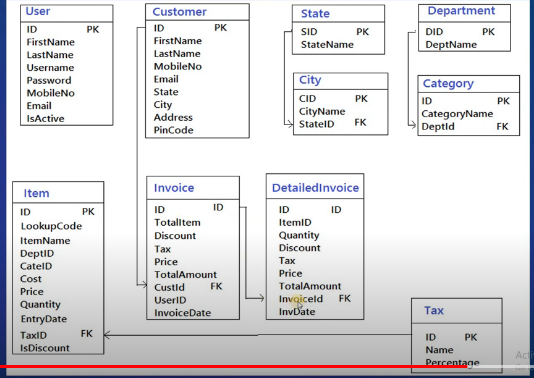 User
ID PK
FirstName
LastName
Username
Password
MobileNo
Email
IsActive
Customer
ID PK
FirstName
LastName
MobileNo
Email
State
City
Address
PinCode
State
SID PK
StateName
Department
DID PK
DeptName
City
CID PK
CityName
StateID FK
Category
ID PK
CategoryName
DeptId FK
Item
ID PK
LookupCode
ItemName
DeptID
CateID
Cost
Price
Quantity
EntryDate
TaxID FK
IsDiscount
Invoice
ID ID
TotalItem
Discount
Tax
Price
TotalAmount
CustId FK
UserID
InvoiceDate
DetailedInvoice
ID ID
ItemID
Quantity
Discount
Tax
Price
TotalAmount
InvoiceId FK
InvDate
Tax
ID PK
Name
Percentage